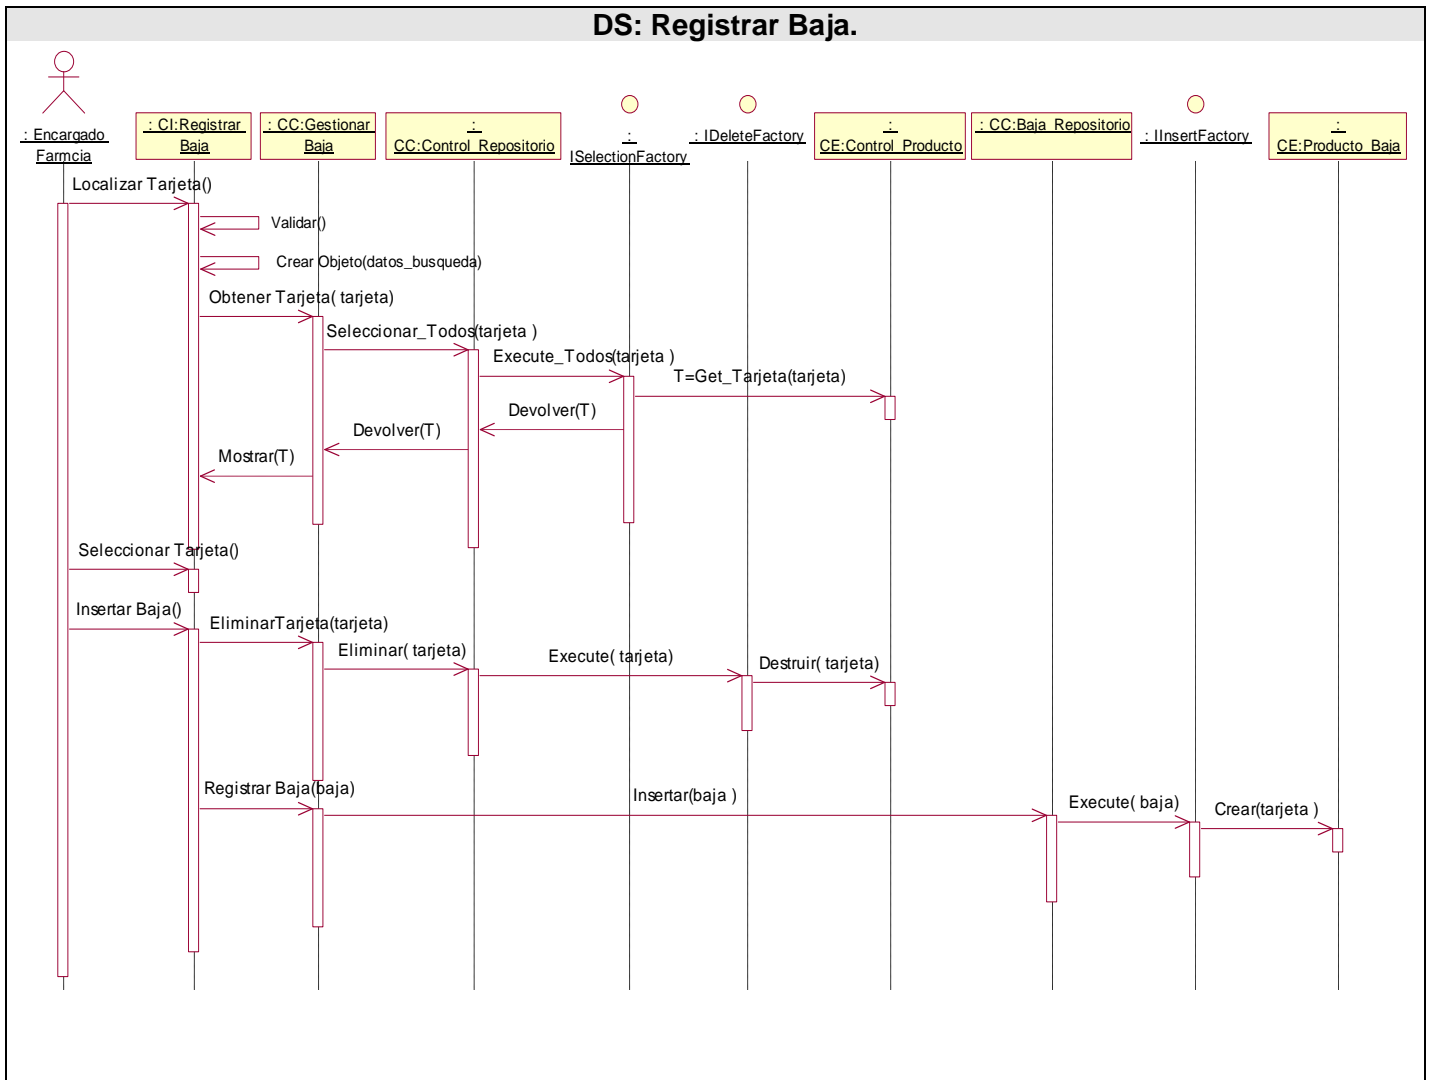 DS: Registrar Baja.
: Encargado
Farmcia
: CI:Registrar
Baja
: CC:Gestionar
Baja
:
CC:Control_Repositorio
:
ISelectionFactory
: IDeleteFactory
:
CE:Control_Producto
: CC:Baja_Repositorio
: IInsertFactory
:
CE:Producto_Baja
Localizar Tarjeta()
Validar()
Crear Objeto(datos_busqueda)
Obtener Tarjeta( tarjeta)
Seleccionar_Todos(tarjeta )
Execute_Todos(tarjeta )
T=Get_Tarjeta(tarjeta)
Devolver(T)
Devolver(T)
Mostrar(T)
Seleccionar Tarjeta()
Insertar Baja()
EliminarTarjeta(tarjeta)
Eliminar( tarjeta)
Execute( tarjeta)
Destruir( tarjeta)
Registrar Baja(baja)
Insertar(baja )
Execute( baja)
Crear(tarjeta )